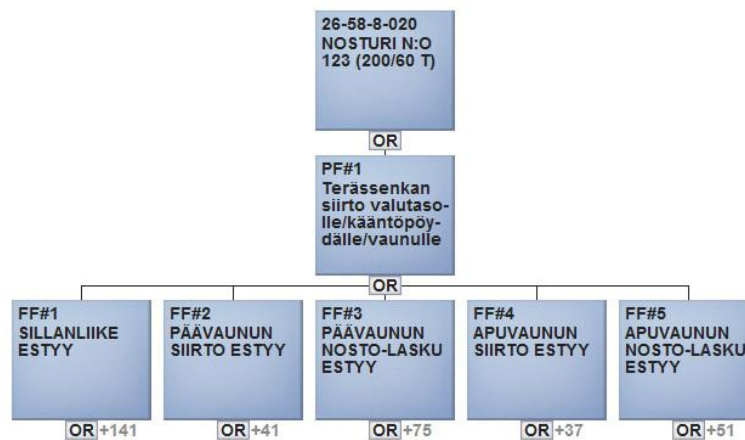 26-58-8-020
NOSTURI N:O
123 (200/60 T)
OR
PF#1
Terässenkan
siirto valutaso-
lle/kääntöpöy-
dälle/vaunulle
OR
FF#1
SILLANLIIKE
ESTYY
OR +141
FF#2
PÄÄVAUNUN
SIIRTO ESTYY
OR +41
FF#3
PÄÄVAUNUN
NOSTO-LASKU
ESTYY
OR +75
FF#4
APUVAUNUN
SIIRTO ESTYY
OR +37
FF#5
APUVAUNUN
NOSTO-LASKU
ESTYY
OR +51